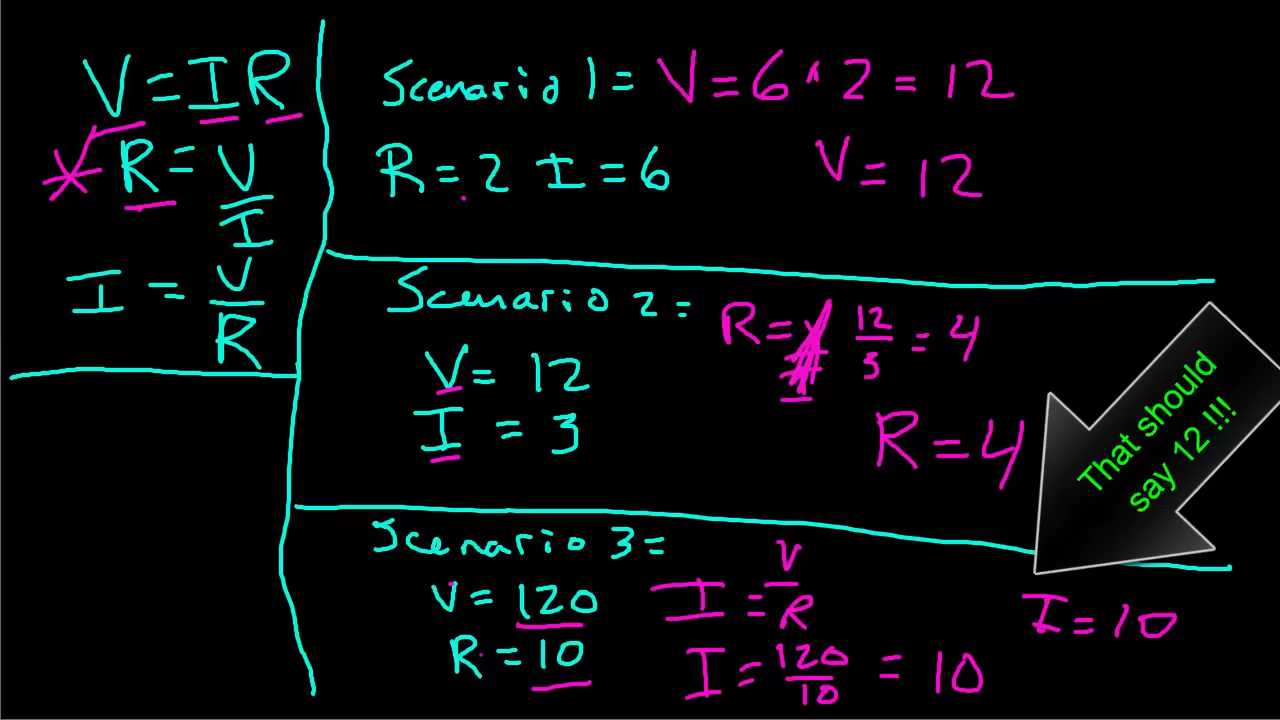 V = IR
R = V
I
I = V
R
Scenario 1 = V = 6 * 2 = 12
R = 2 I = 6 V = 12
Scenario 2 =
R = 12/3 = 4
V = 12
I = 3
R = 4
That should
say 12 !!!
Scenario 3 =
V = 120
R = 10
I = V
R
I = 120/10 = 10
I = 10